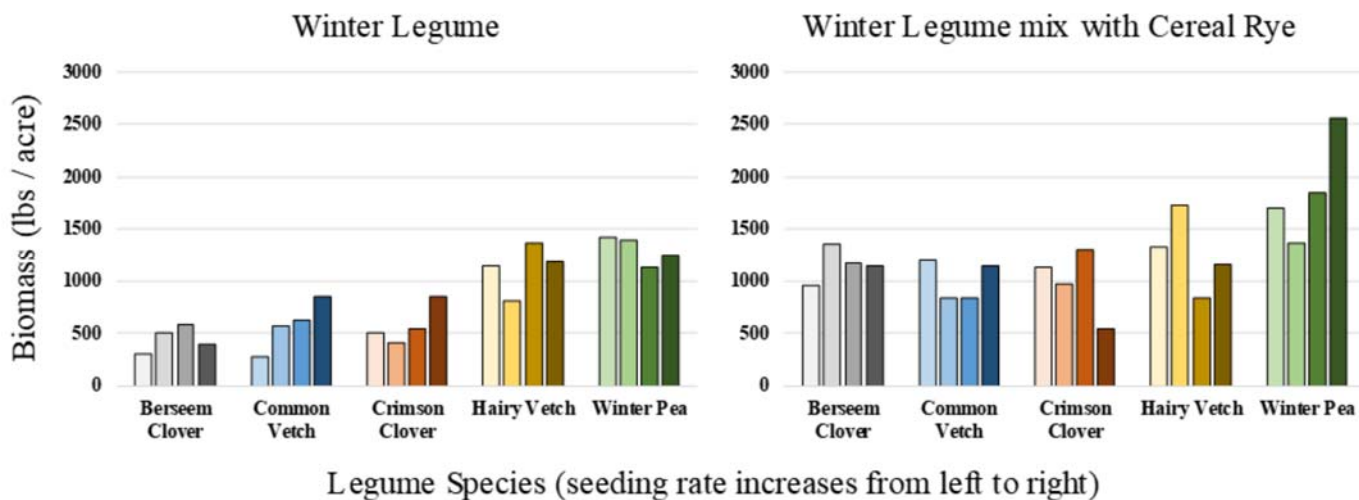 Winter Legume
Biomass (lbs / acre)
3000
2500
2000
1500
1000
500
0
Berseem Clover
Common Vetch
Crimson Clover
Hairy Vetch
Winter Pea
Winter Legume mix with Cereal Rye
3000
2500
2000
1500
1000
500
0
Berseem Clover
Common Vetch
Crimson Clover
Hairy Vetch
Winter Pea
Legume Species (seeding rate increases from left to right)